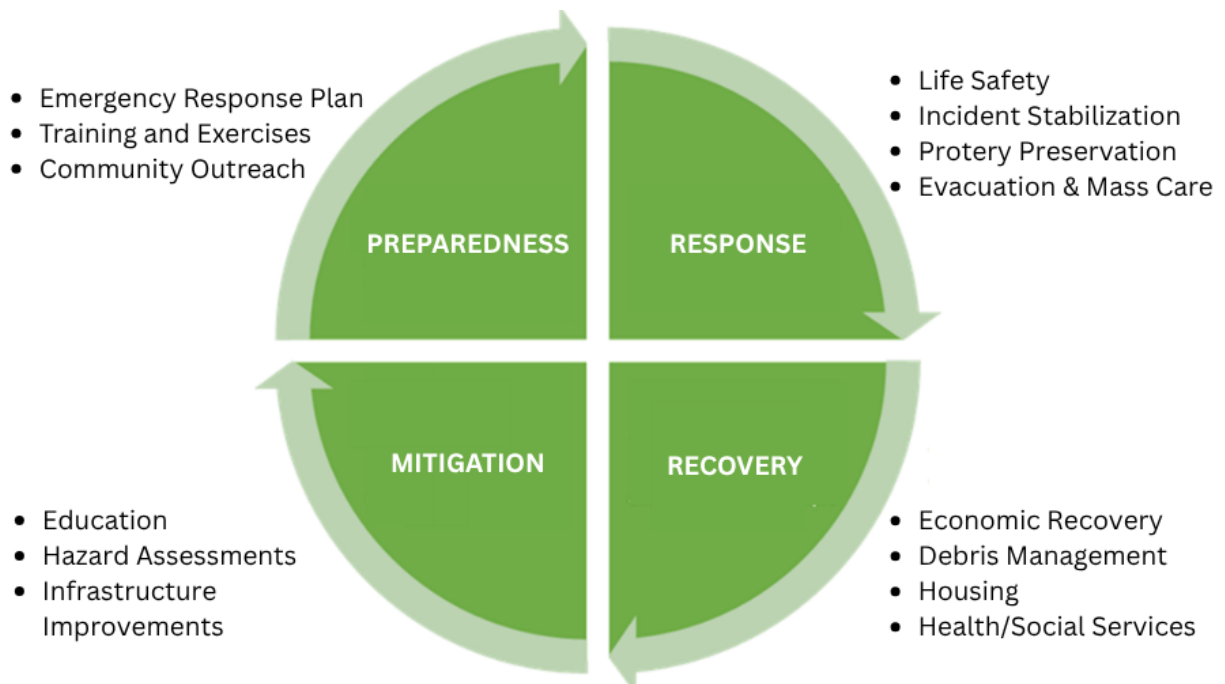 • Emergency Response Plan
• Training and Exercises
• Community Outreach
PREPAREDNESS
• Life Safety
• Incident Stabilization
• Protery Preservation
• Evacuation & Mass Care
RESPONSE
MITIGATION
• Education
• Hazard Assessments
• Infrastructure
Improvements
RECOVERY
• Economic Recovery
• Debris Management
• Housing
• Health/Social Services